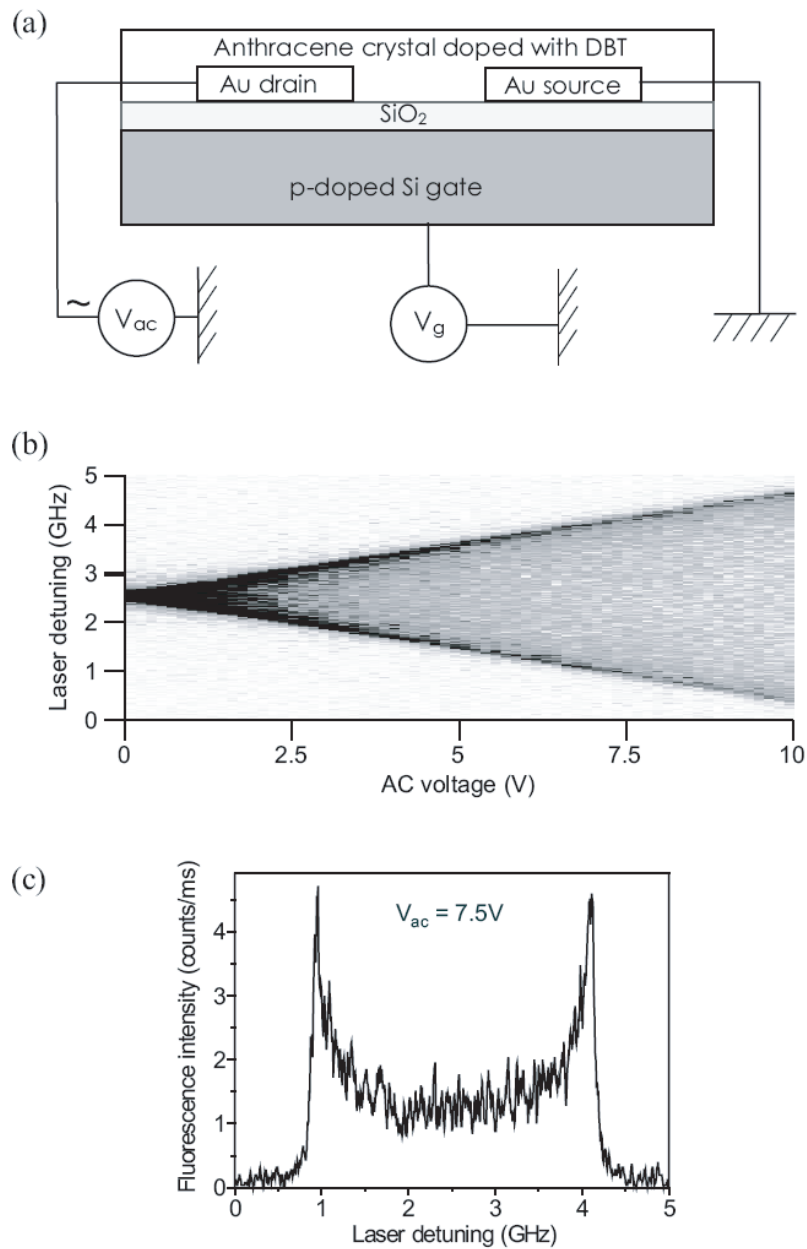 (a)
Anthracene crystal doped with DBT
Au drain
Au source
SiO₂
p-doped Si gate
~
Vac
Vg
(b)
Laser detuning (GHz)
5
4
3
2
1
0
0 2.5 5 7.5 10
AC voltage (V)
(c)
Fluorescence intensity (counts/ms)
Vac = 7.5V
4
3
2
1
0
0 1 2 3 4 5
Laser detuning (GHz)